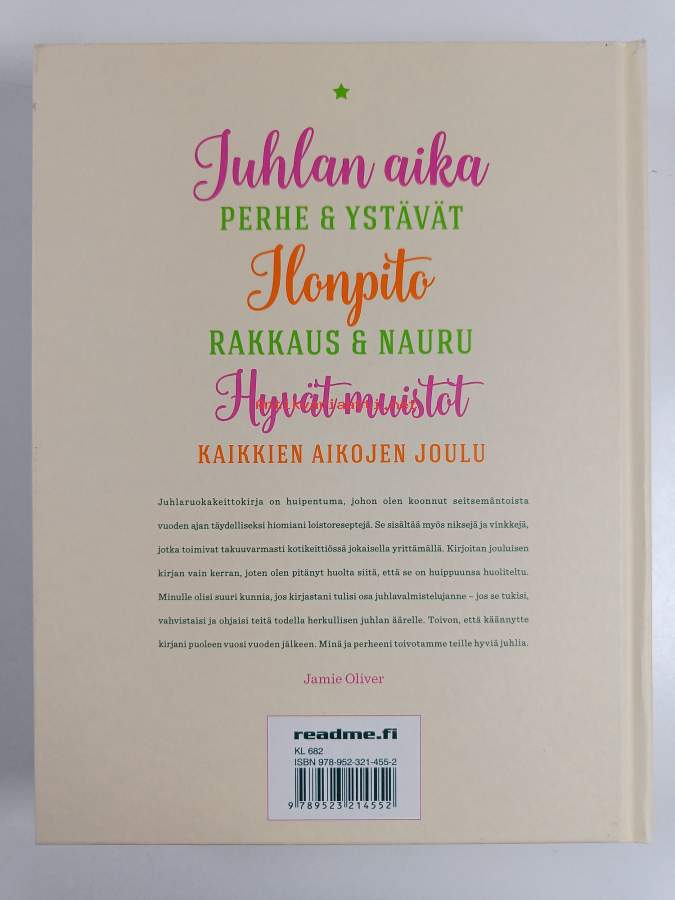 Juhlan aika
PERHE & YSTÄVÄT
Ilonpito
RAKKAUS & NAURU
Hyvät muistot
Antikvariaatti.net
KAIKKIEN AIKOJEN JOULU
Juhlaruokakeittokirja on huipentuma, johon olen koonnut seitsemäntoista
vuoden ajan täydelliseksi hiomiani loistoreseptejä. Se sisältää myös niksejä ja vinkkejä,
jotka toimivat takuuvarmasti kotikeittiössä jokaisella yrittämällä. Kirjoitan jouluisen
kirjan vain kerran, joten olen pitänyt huolta siitä, että se on huippuunsa huoliteltu.
Minulle olisi suuri kunnia, jos kirjastani tulisi osa juhlavalmistelujanne – jos se tukisi,
vahvistaisi ja ohjaisi teitä todella herkullisen juhlan äärelle. Toivon, että käännytte
kirjani puoleen vuosi vuoden jälkeen. Minä ja perheeni toivotamme teille hyviä juhlia.
Jamie Oliver
readme.fi
KL 682
ISBN 978-952-321-455-2
9 789523 214552